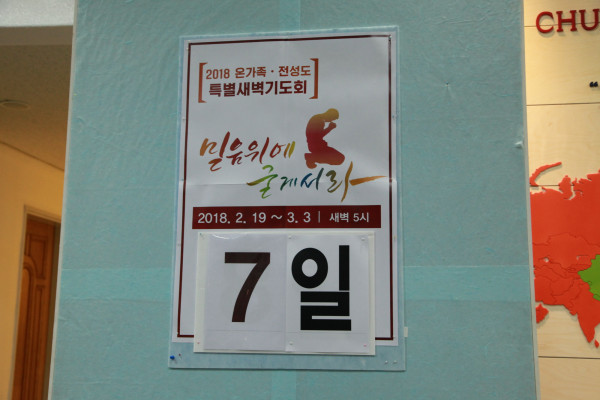 2018 온가족·전성도
특별새벽기도회
믿음위에
굳게서라
2018. 2. 19 ~ 3. 3 | 새벽 5시
7일
CHU